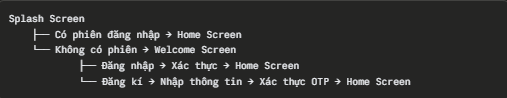 Splash Screen
├── Có phiên đăng nhập → Home Screen
└── Không có phiên → Welcome Screen
├── Đăng nhập → Xác thực → Home Screen
└── Đăng kí → Nhập thông tin → Xác thực OTP → Home Screen